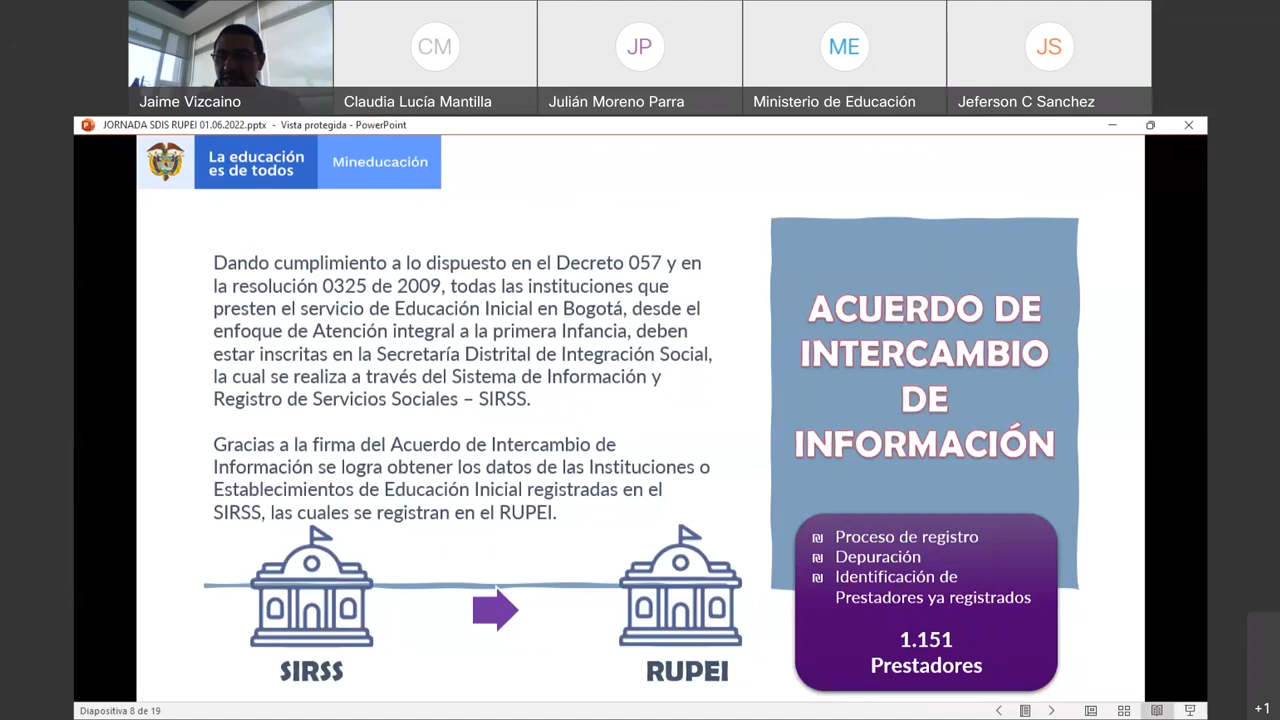 CM
JP
ME
JS
Jaime Vizcaino
Claudia Lucía Mantilla
Julián Moreno Parra
Ministerio de Educación
Jeferson C Sanchez
JORNADA SDIS RUPEI 01.06.2022.pptx - Vista protegida - PowerPoint
La educación
es de todos
Mineducación
Dando cumplimiento a lo dispuesto en el Decreto 057 y en
la resolución 0325 de 2009, todas las instituciones que
presten el servicio de Educación Inicial en Bogotá, desde el
enfoque de Atención integral a la primera Infancia, deben
estar inscritas en la Secretaría Distrital de Integración Social,
la cual se realiza a través del Sistema de Información y
Registro de Servicios Sociales – SIRSS.
Gracias a la firma del Acuerdo de Intercambio de
Información se logra obtener los datos de las Instituciones o
Establecimientos de Educación Inicial registradas en el
SIRSS, las cuales se registran en el RUPEI.
SIRSS
RUPEI
ACUERDO DE
INTERCAMBIO
DE
INFORMACIÓN
₪ Proceso de registro
₪ Depuración
₪ Identificación de
Prestadores ya registrados
1.151
Prestadores
Diapositiva 8 de 19
+1